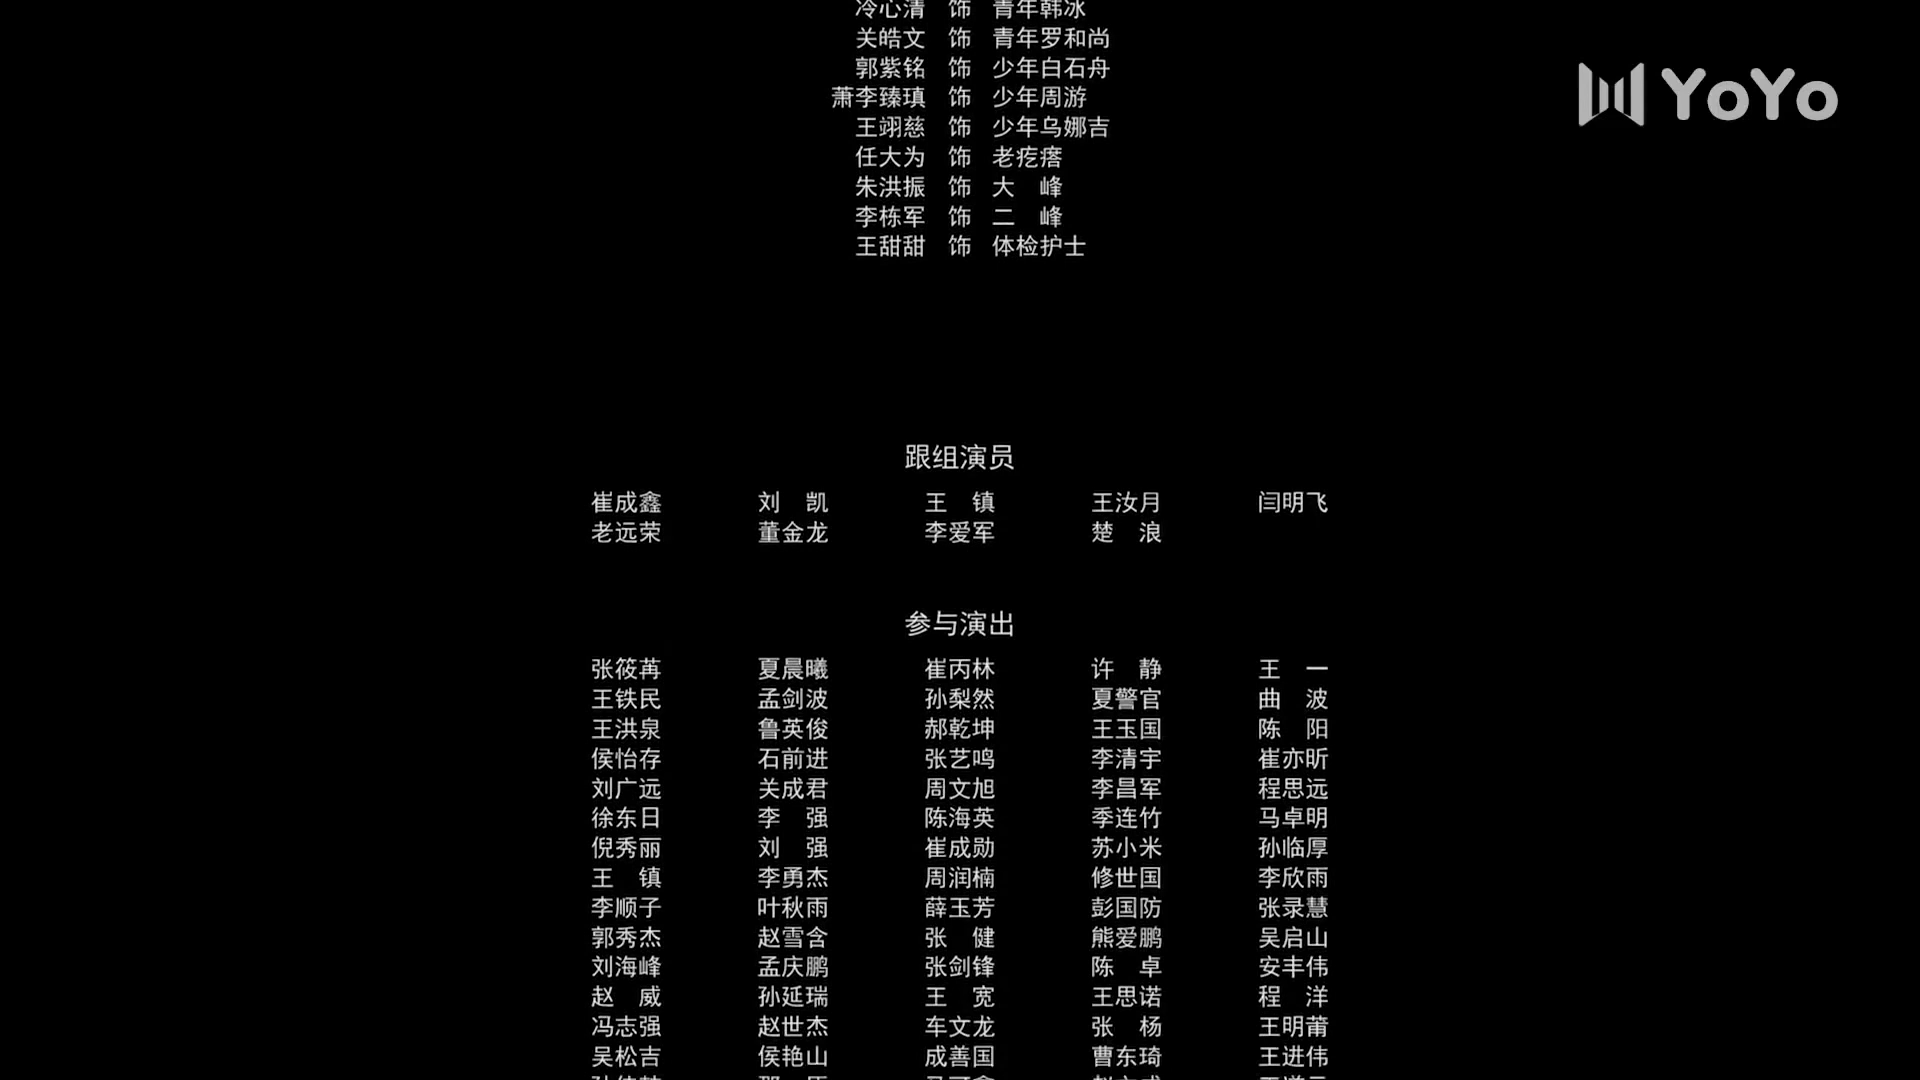 冷心清 饰 青年韩冰
关皓文 饰 青年罗和尚
郭紫铭 饰 少年白石舟
萧李臻瑱 饰 少年周游
王翊慈 饰 少年乌娜吉
任大为 饰 老疙瘩
朱洪振 饰 大 峰
李栋军 饰 二 峰
王甜甜 饰 体检护士
YoYo
跟组演员
崔成鑫 刘 凯 王 镇 王汝月 闫明飞
老远荣 董金龙 李爱军 楚 浪
参与演出
张筱苒 夏晨曦 崔丙林 许 静 王 一
王铁民 孟剑波 孙梨然 夏警官 曲 波
王洪泉 鲁英俊 郝乾坤 王玉国 陈 阳
侯怡存 石前进 张艺鸣 李清宇 崔亦昕
刘广远 关成君 周文旭 李昌军 程思远
徐东日 李 强 陈海英 季连竹 马卓明
倪秀丽 刘 强 崔成勋 苏小米 孙临厚
王 镇 李勇杰 周润楠 修世国 李欣雨
李顺子 叶秋雨 薛玉芳 彭国防 张录慧
郭秀杰 赵雪含 张 健 熊爱鹏 吴启山
刘海峰 孟庆鹏 张剑锋 陈 卓 安丰伟
赵 威 孙延瑞 王 宽 王思诺 程 洋
冯志强 赵世杰 车文龙 张 杨 王明莆
吴松吉 侯艳山 成善国 曹东琦 王进伟